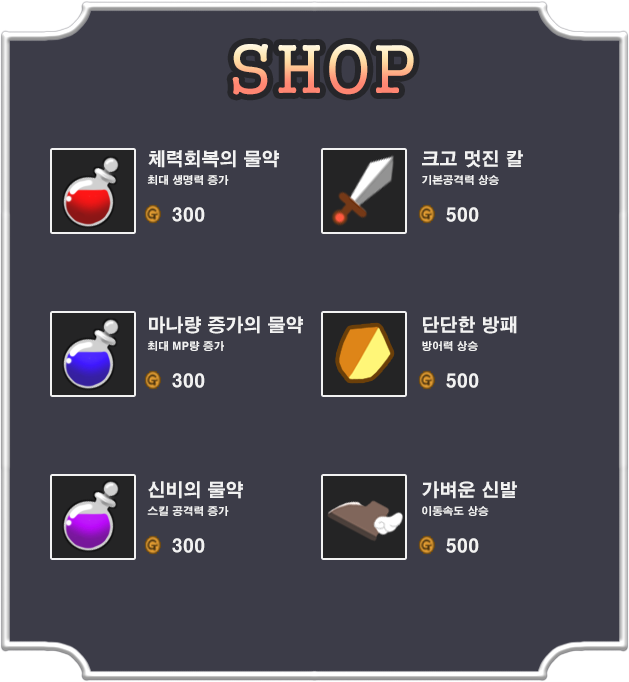 SHOP
체력회복의 물약
최대 생명력 증가
G 300
크고 멋진 칼
기본공격력 상승
G 500
마나량 증가의 물약
최대 MP량 증가
G 300
단단한 방패
방어력 상승
G 500
신비의 물약
스킬 공격력 증가
G 300
가벼운 신발
이동속도 상승
G 500